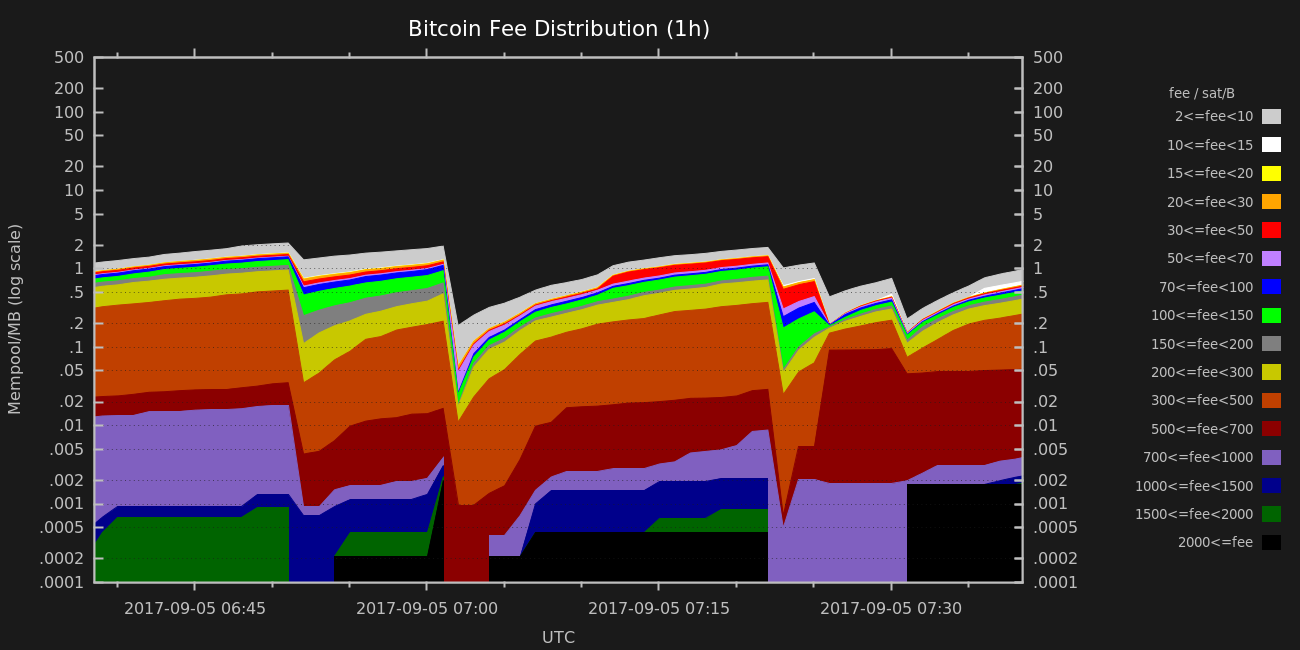 Bitcoin Fee Distribution (1h)
Mempool/MB (log scale)
500
200
100
50
20
10
5
2
1
.5
.2
.1
.05
.02
.01
.005
.002
.001
.0005
.0002
.0001
500
200
100
50
20
10
5
2
1
.5
.2
.1
.05
.02
.01
.005
.002
.001
.0005
.0002
.0001
2017-09-05 06:45 2017-09-05 07:00 2017-09-05 07:15 2017-09-05 07:30
UTC
fee / sat/B
2<=fee<10
10<=fee<15
15<=fee<20
20<=fee<30
30<=fee<50
50<=fee<70
70<=fee<100
100<=fee<150
150<=fee<200
200<=fee<300
300<=fee<500
500<=fee<700
700<=fee<1000
1000<=fee<1500
1500<=fee<2000
2000<=fee